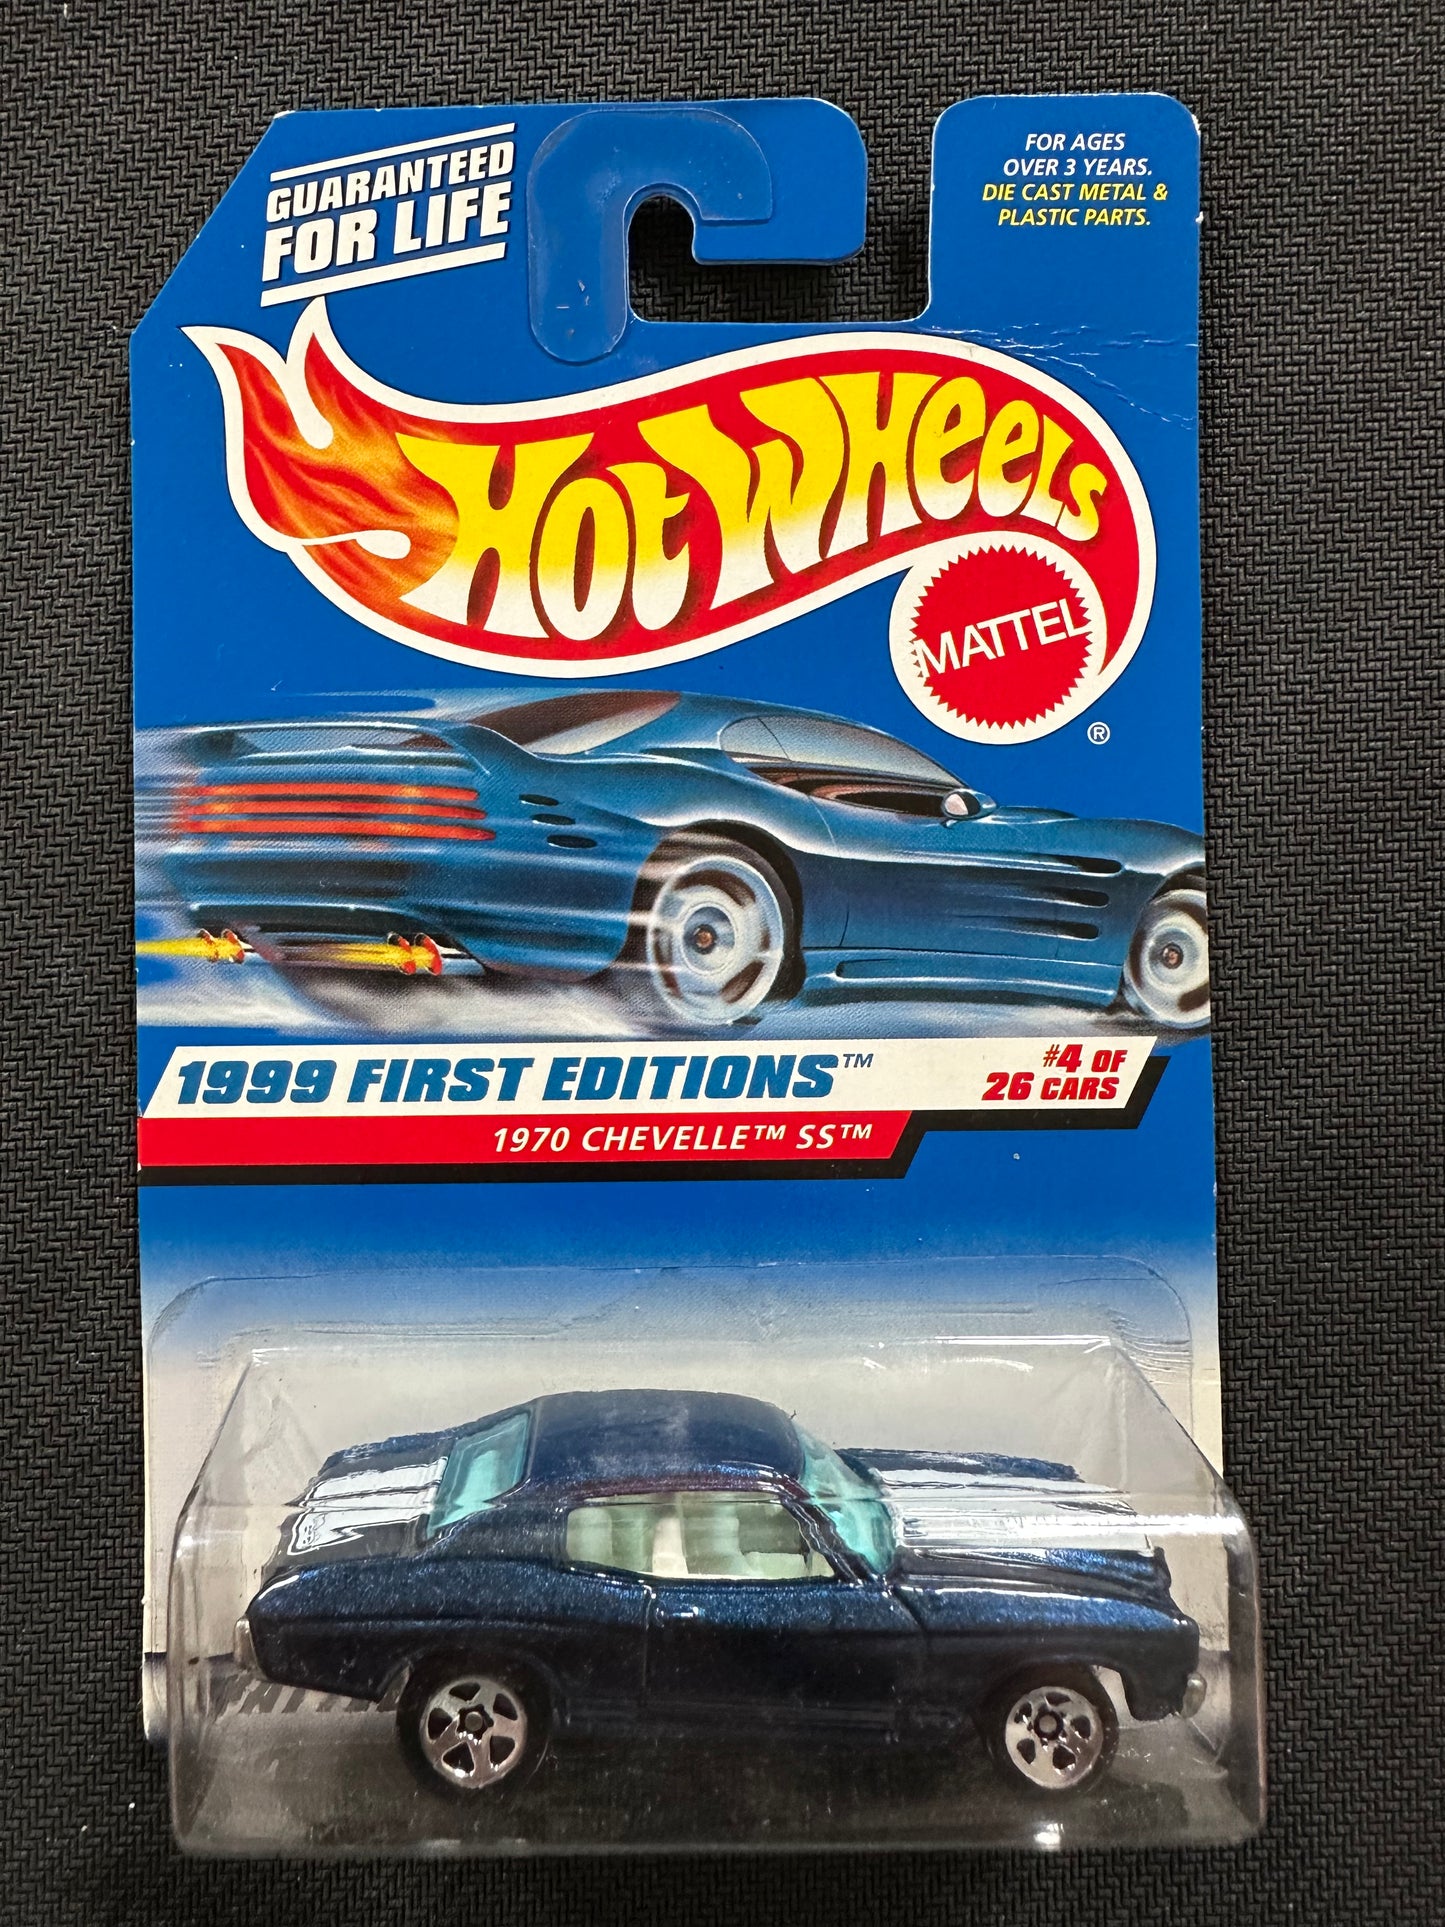 GUARANTEED
FOR LIFE
FOR AGES
OVER 3 YEARS.
DIE CAST METAL &
PLASTIC PARTS.
HOT WHEELS
MATTEL
®
1999 FIRST EDITIONS™
#4 OF
26 CARS
1970 CHEVELLE™ SS™